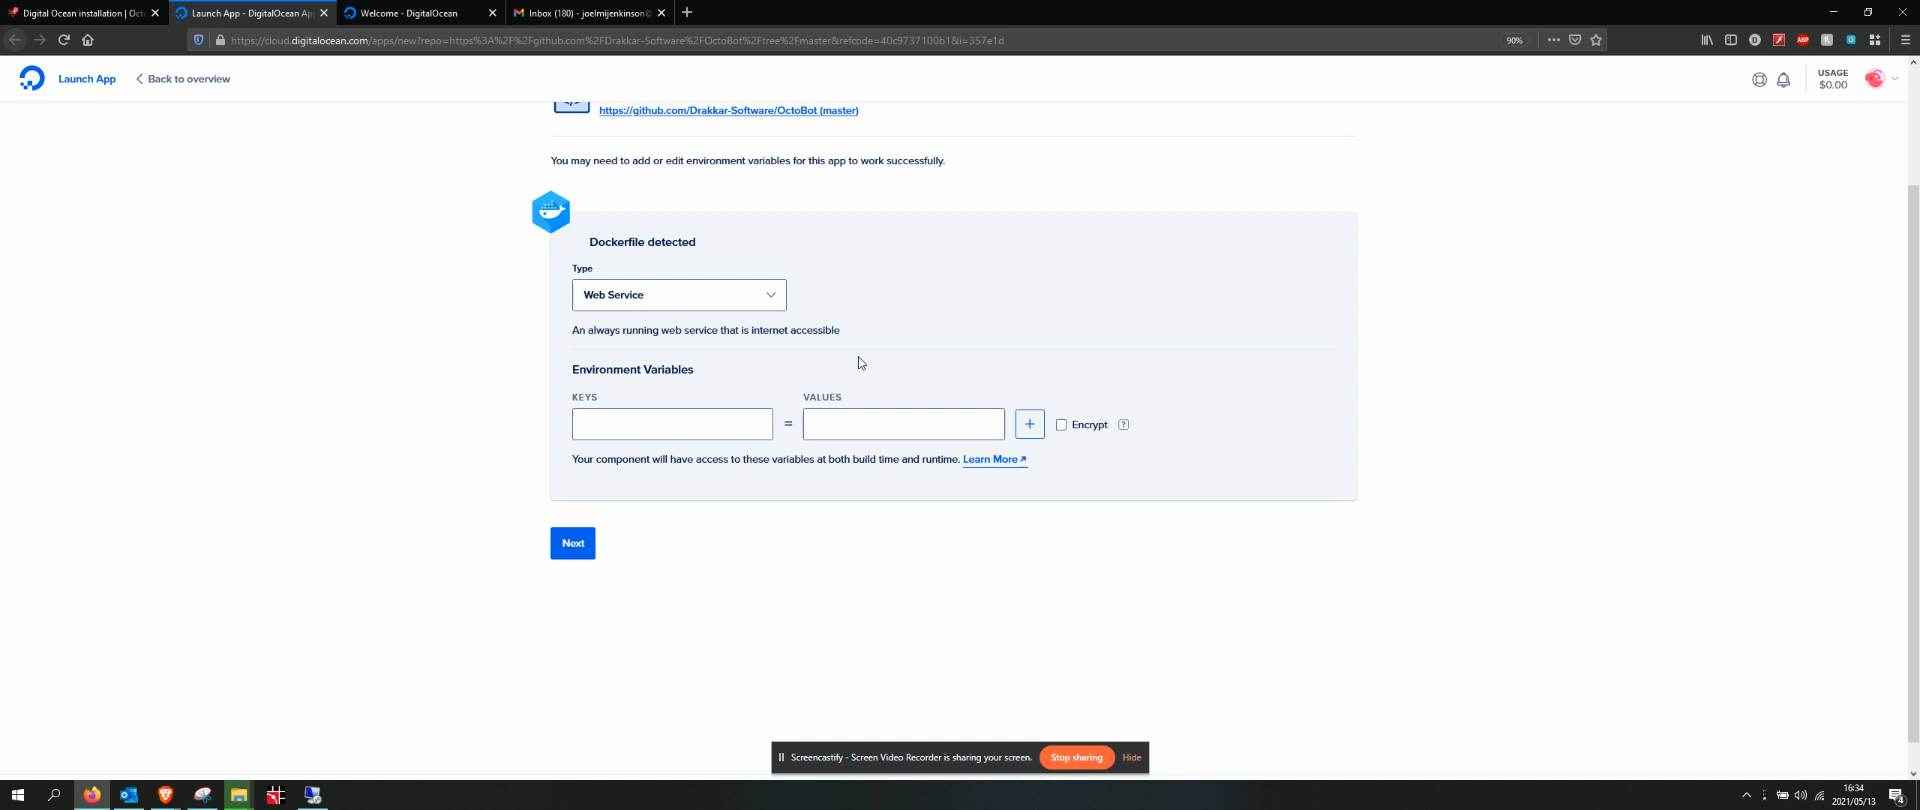 Digital Ocean installation | Oct
Launch App - DigitalOcean Ap
Welcome - DigitalOcean
Inbox (180) - joelmijenkinson
https://cloud.digitalocean.com/apps/new?repo=https%3A%2F%2Fgithub.com%2FDrakkar-Software%2FOctoBot%2Ftree%2Fmaster&refcode=40c9737100b1&i=357e1d
90%
ABP
Launch App
Back to overview
USAGE
$0.00
https://github.com/Drakkar-Software/OctoBot (master)
You may need to add or edit environment variables for this app to work successfully.
Dockerfile detected
Type
Web Service
An always running web service that is internet accessible
Environment Variables
KEYS
VALUES
=
+
Encrypt
?
Your component will have access to these variables at both build time and runtime. Learn More
Next
Screencastify - Screen Video Recorder is sharing your screen.
Stop sharing
Hide
16:34
2021/05/13
4